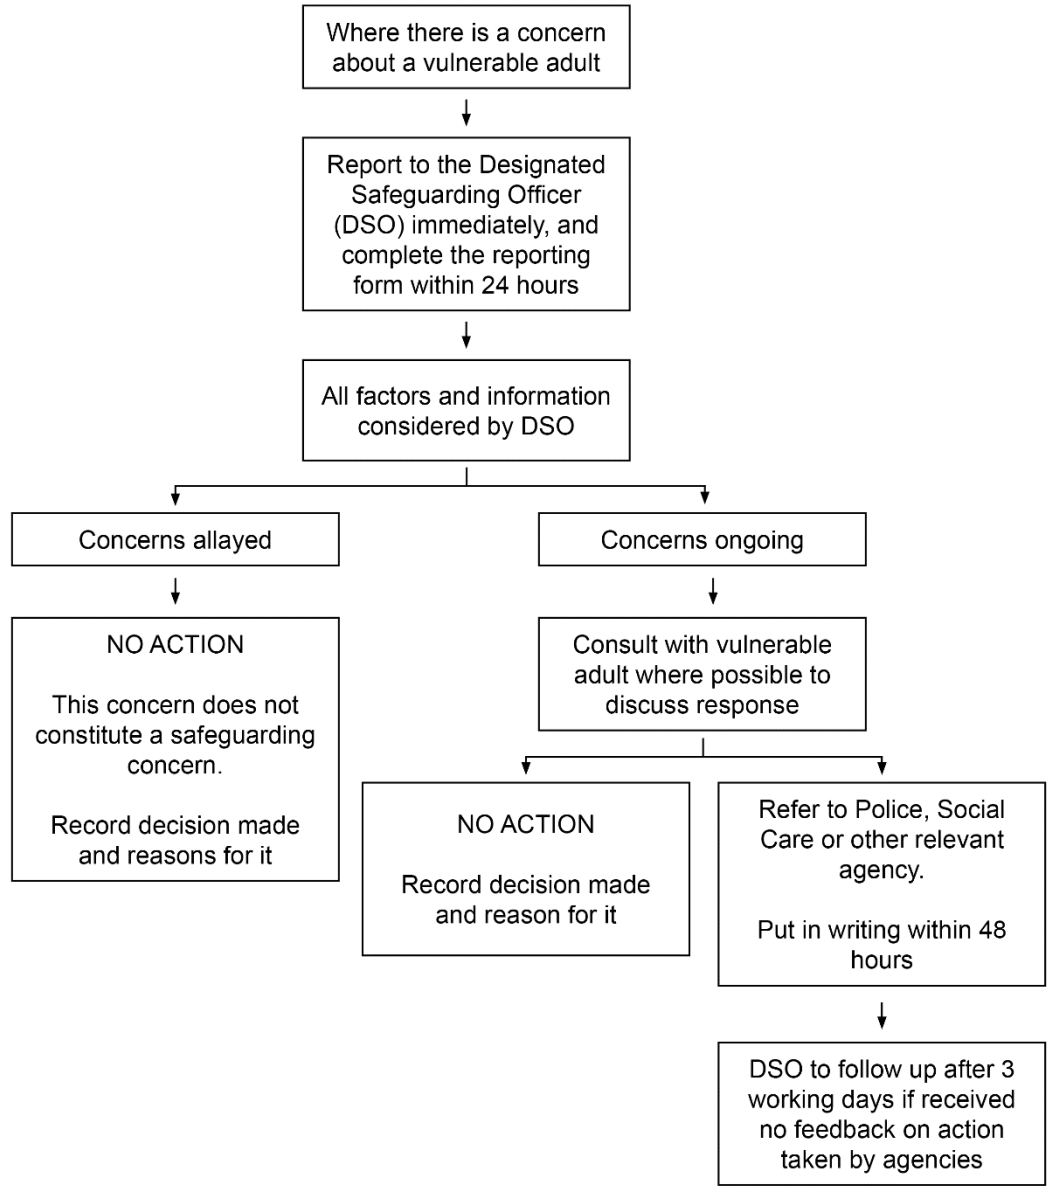 Where there is a concern
about a vulnerable adult
Report to the Designated
Safeguarding Officer
(DSO) immediately, and
complete the reporting
form within 24 hours
All factors and information
considered by DSO
Concerns allayed
Concerns ongoing
NO ACTION
This concern does not
constitute a safeguarding
concern.
Record decision made
and reasons for it
Consult with vulnerable
adult where possible to
discuss response
NO ACTION
Record decision made
and reason for it
Refer to Police, Social
Care or other relevant
agency.
Put in writing within 48
hours
DSO to follow up after 3
working days if received
no feedback on action
taken by agencies